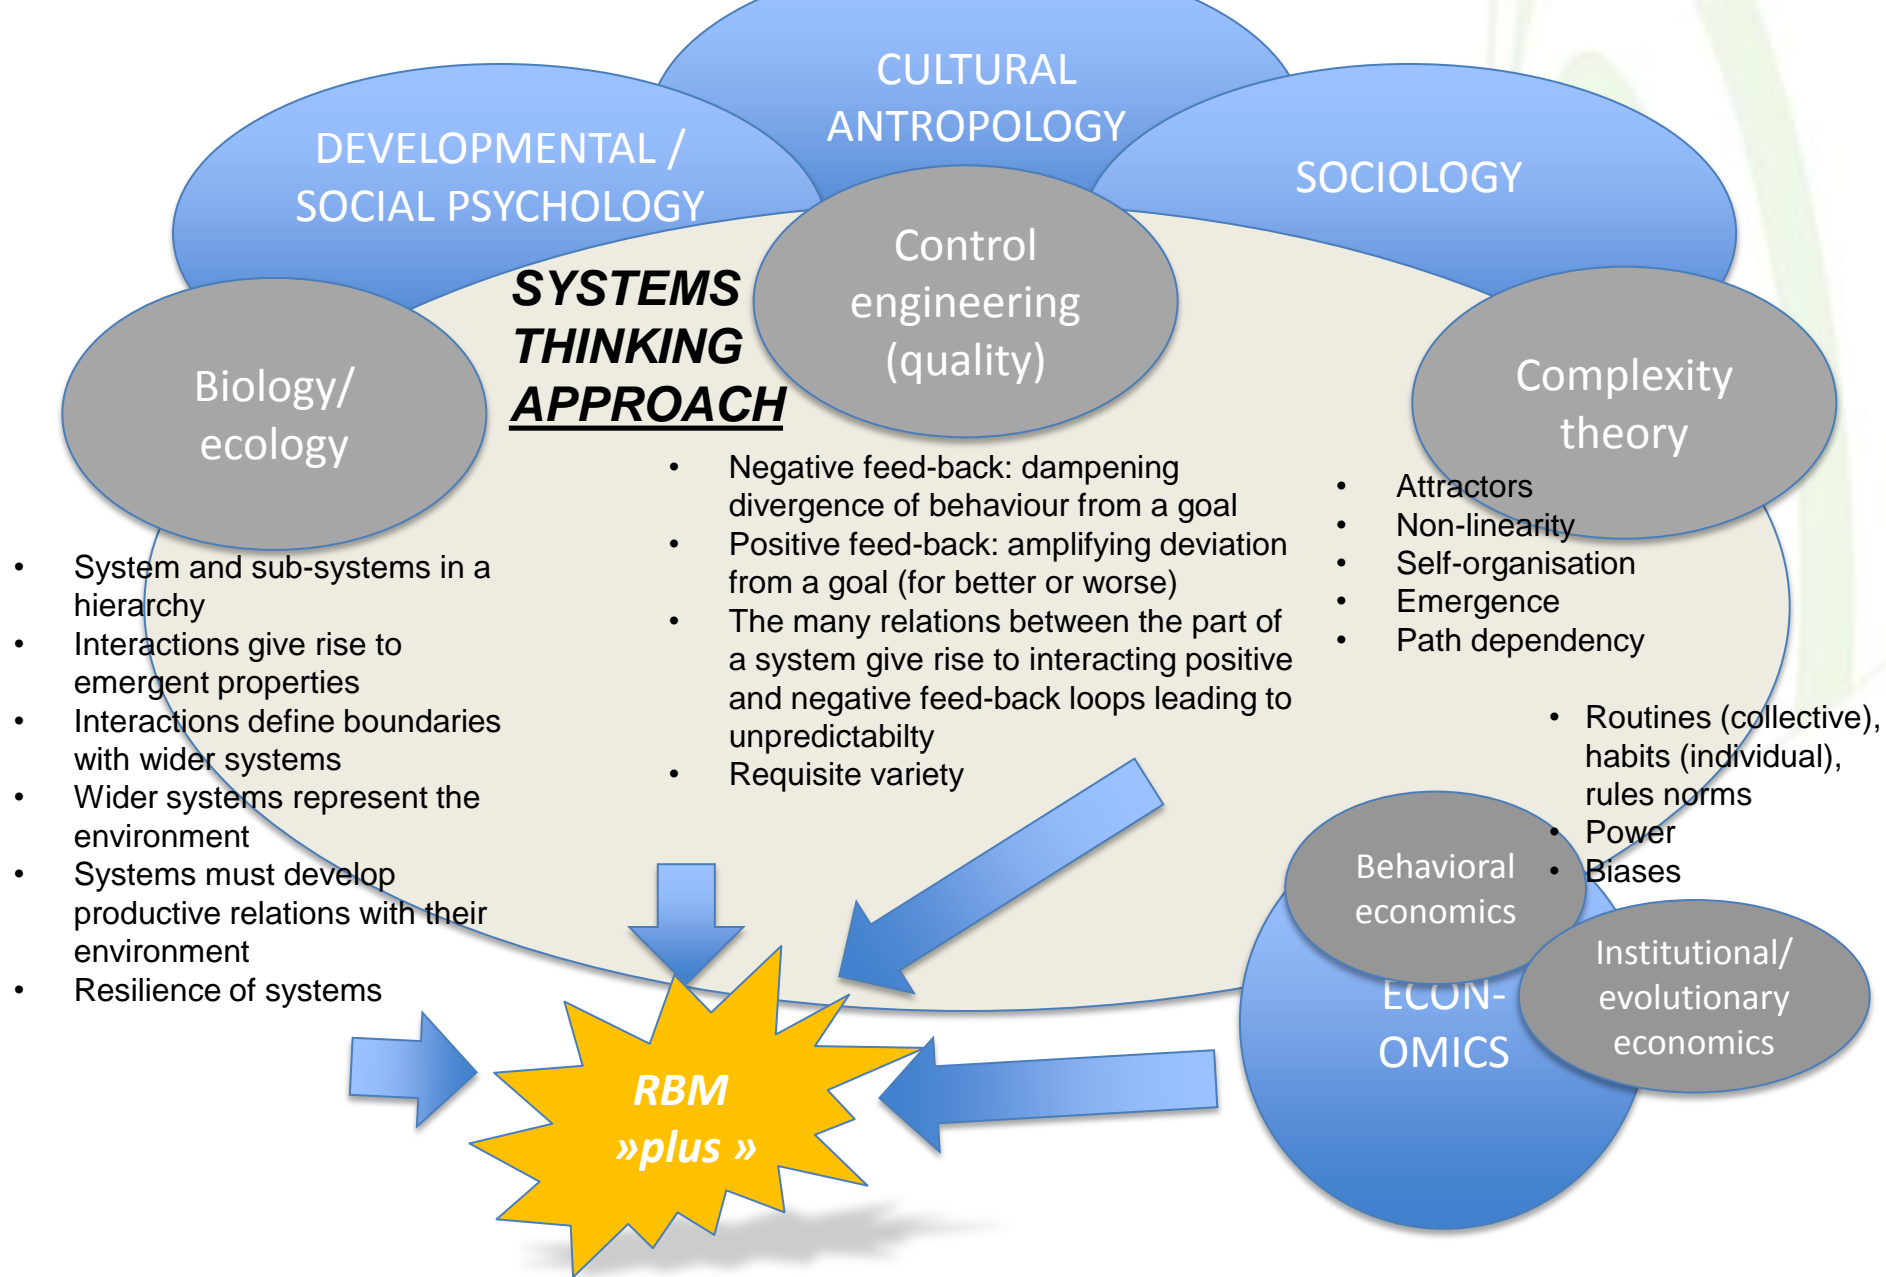 CULTURAL
ANTROPOLOGY
DEVELOPMENTAL /
SOCIAL PSYCHOLOGY
SOCIOLOGY
Control
engineering
(quality)
SYSTEMS
THINKING
APPROACH
Biology/
ecology
Complexity
theory
• Negative feed-back: dampening
divergence of behaviour from a goal
• Positive feed-back: amplifying deviation
from a goal (for better or worse)
• The many relations between the part of
a system give rise to interacting positive
and negative feed-back loops leading to
unpredictabilty
• Requisite variety
• Attractors
• Non-linearity
• Self-organisation
• Emergence
• Path dependency
• System and sub-systems in a
hierarchy
• Interactions give rise to
emergent properties
• Interactions define boundaries
with wider systems
• Wider systems represent the
environment
• Systems must develop
productive relations with their
environment
• Resilience of systems
• Routines (collective),
habits (individual),
rules norms
• Power
• Biases
Behavioral
economics
Institutional/
evolutionary
economics
ECON-
OMICS
RBM
»plus »